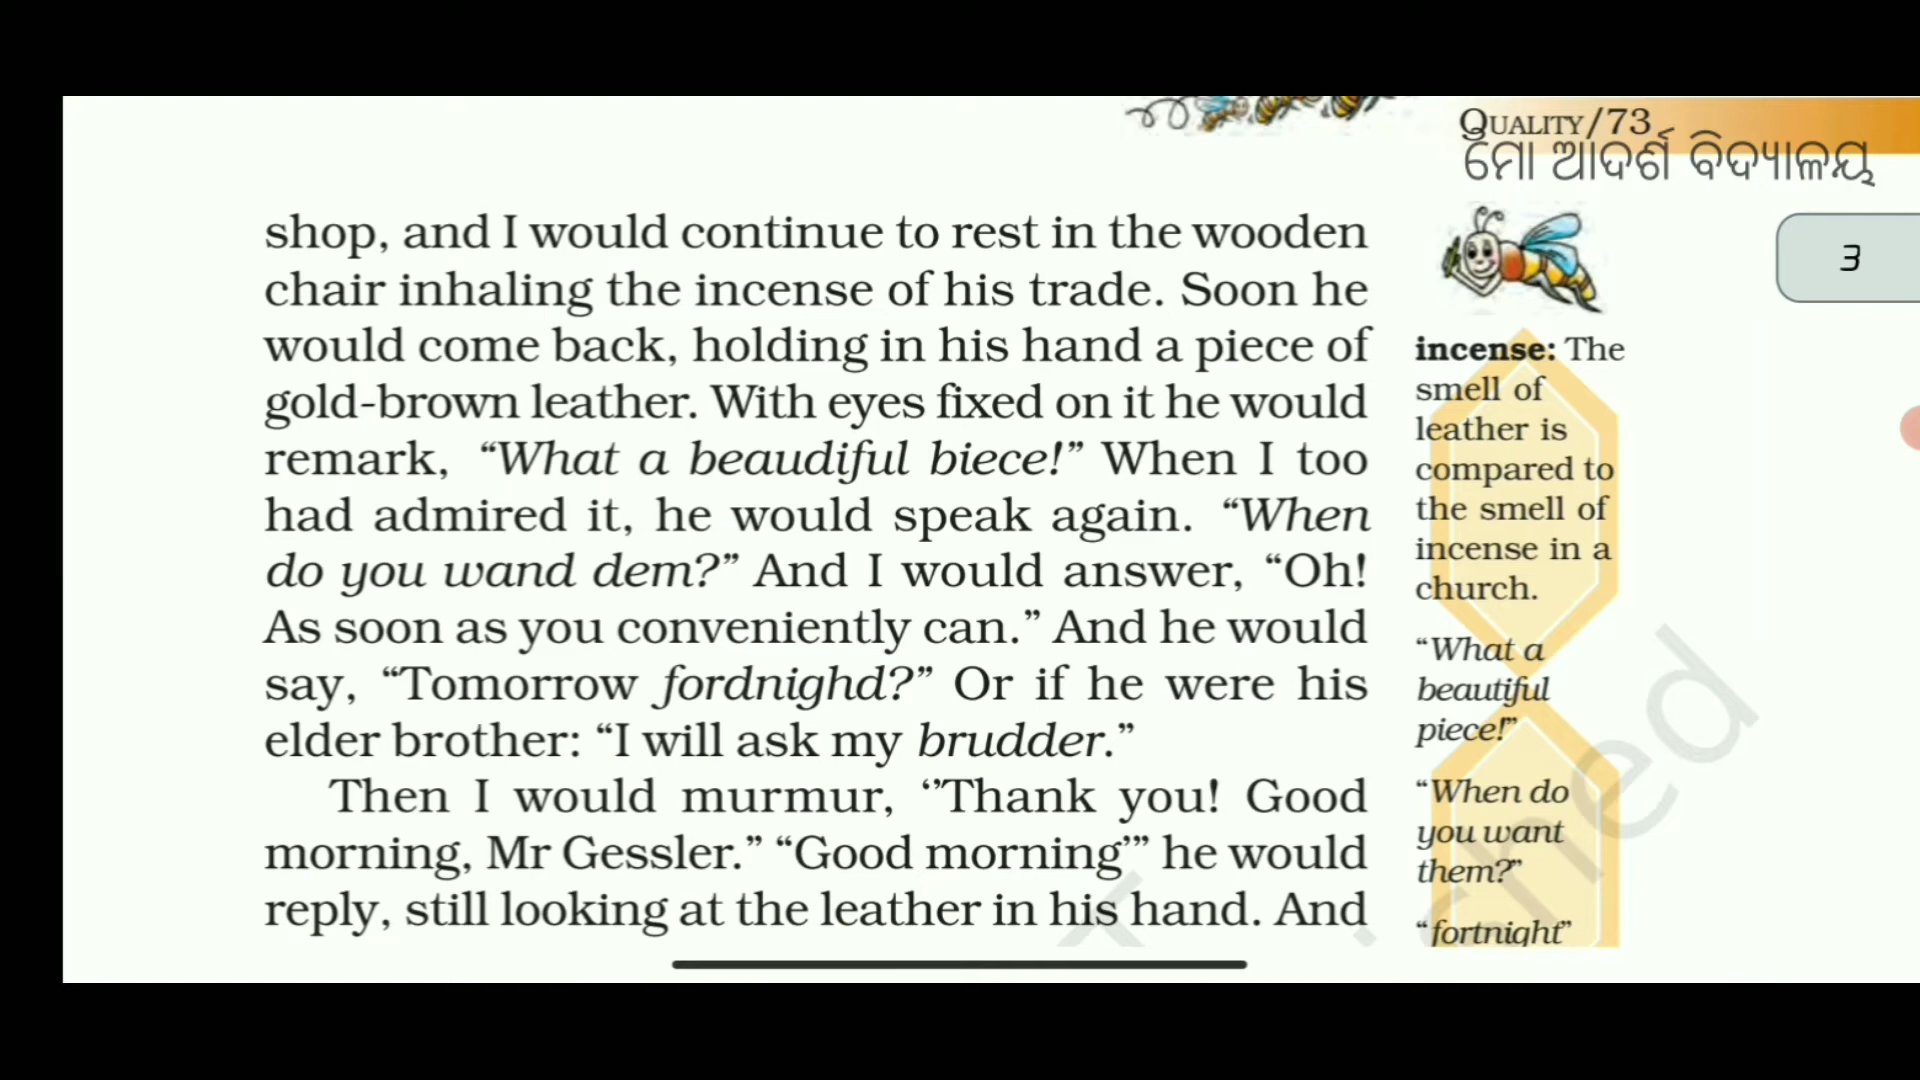 QUALITY/73
ମୋ ଆଦର୍ଶ ବିଦ୍ୟାଳୟ
3
shop, and I would continue to rest in the wooden
chair inhaling the incense of his trade. Soon he
would come back, holding in his hand a piece of
gold-brown leather. With eyes fixed on it he would
remark, “What a beaudiful biece!” When I too
had admired it, he would speak again. “When
do you wand dem?” And I would answer, “Oh!
As soon as you conveniently can.” And he would
say, “Tomorrow fordnighd?” Or if he were his
elder brother: “I will ask my brudder.”
Then I would murmur, ‘’Thank you! Good
morning, Mr Gessler.” “Good morning’” he would
reply, still looking at the leather in his hand. And
incense: The
smell of
leather is
compared to
the smell of
incense in a
church.
“What a
beautiful
piece!”
“When do
you want
them?”
“fortnight”